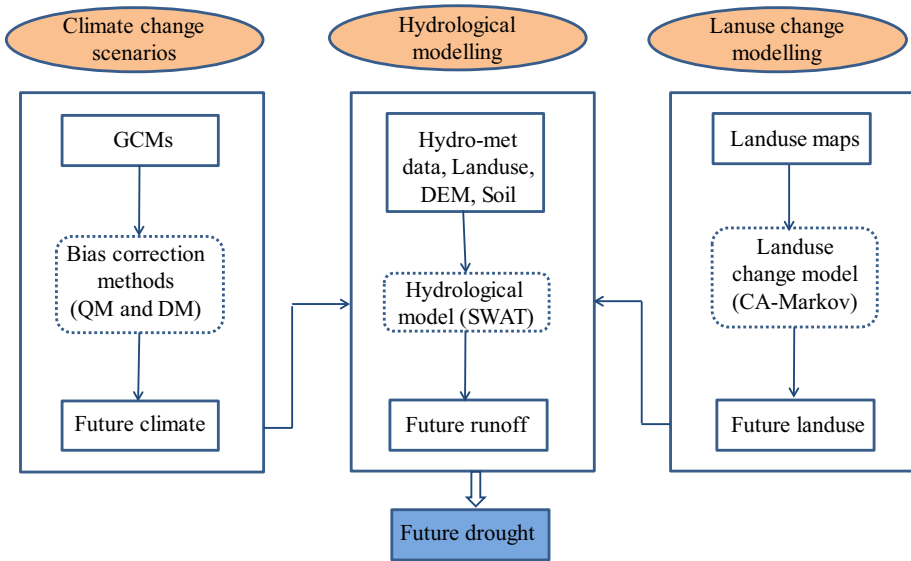 Climate change
scenarios
GCMs
Bias correction
methods
(QM and DM)
Future climate
Hydrological
modelling
Hydro-met
data, Landuse,
DEM, Soil
Hydrological
model (SWAT)
Future runoff
Future drought
Lanuse change
modelling
Landuse maps
Landuse
change model
(CA-Markov)
Future landuse